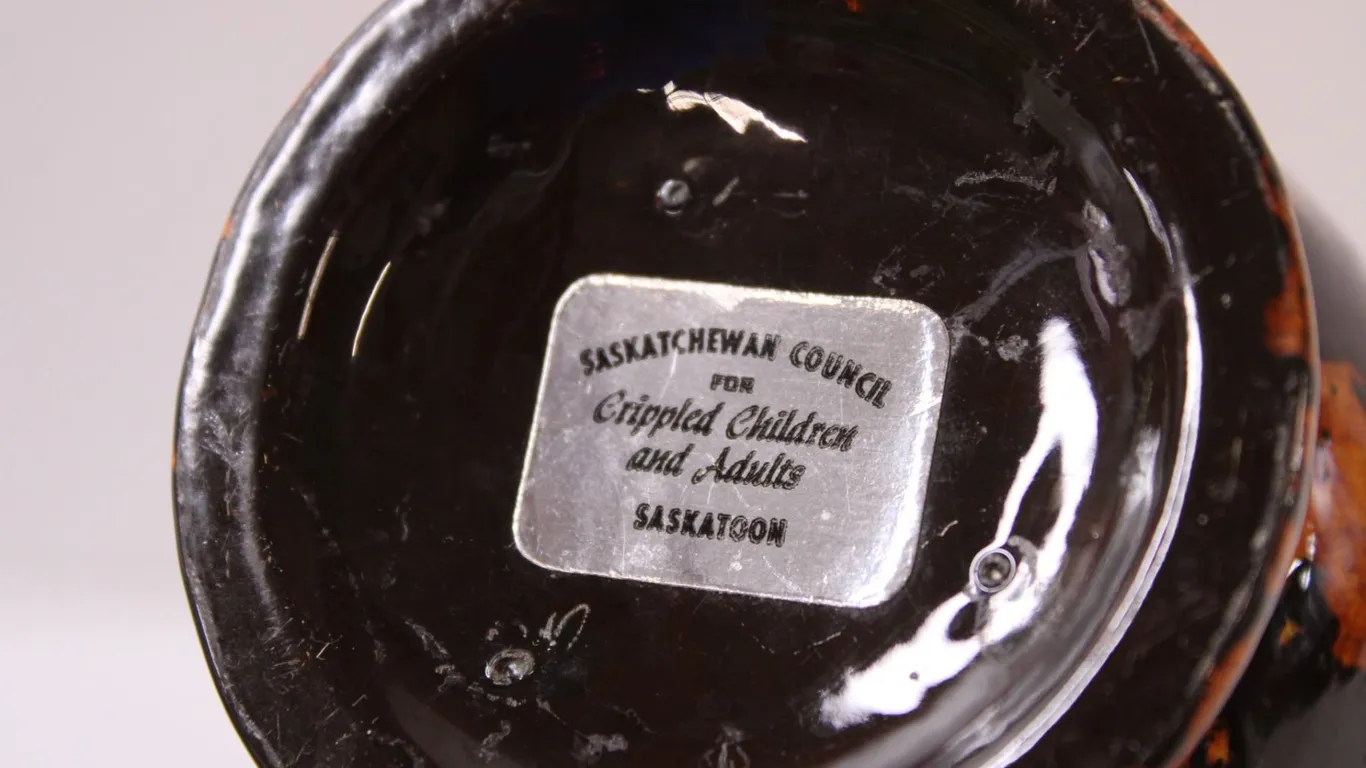 SASKATCHEWAN COUNCIL
FOR
Crippled Children
and Adults
SASKATOON